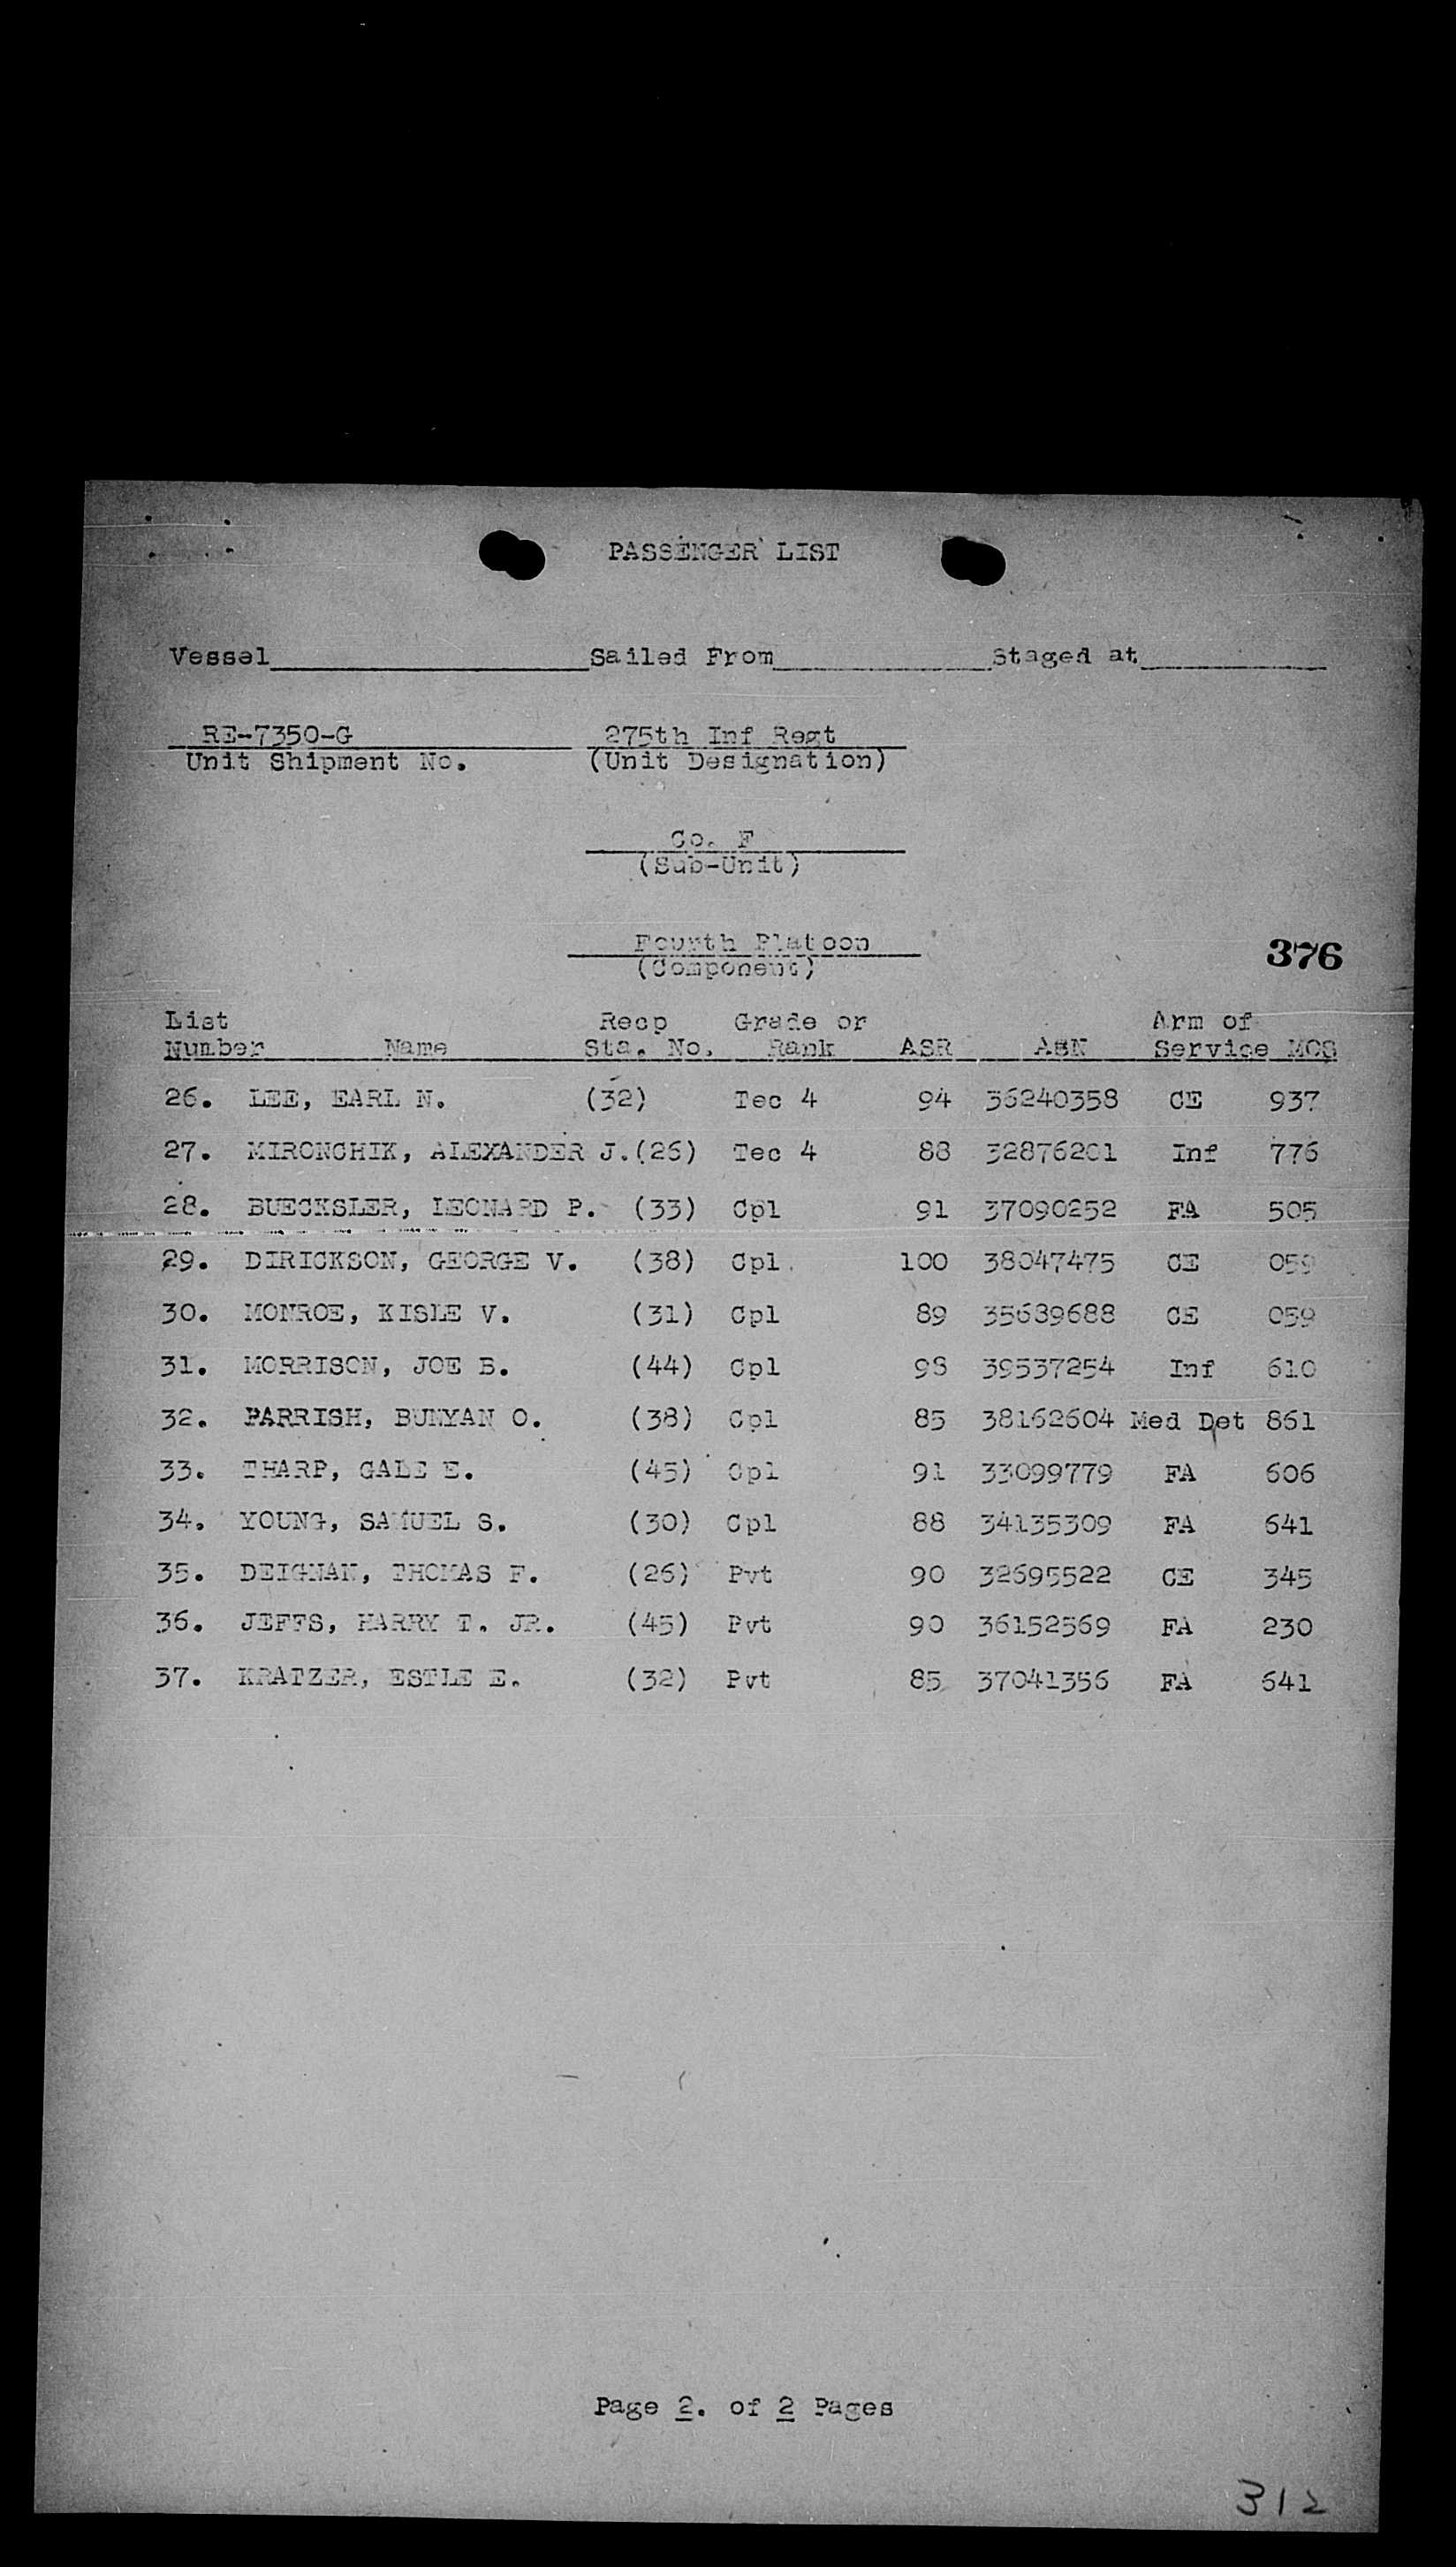 PASSENGER LIST
Vessel Sailed From Staged at
RE-7350-G 275th Inf Regt
Unit Shipment No. (Unit Designation)
Co. F
(Sub-Unit)
Fourth Platoon
(Component)
376
List Recp Grade or Arm of
Number Name Sta. No. Rank ASR ASN Service MOS
26. LEE, EARL N. (32) Tec 4 94 36240358 CE 937
27. MIRONCHIK, ALEXANDER J.(26) Tec 4 88 32876201 Inf 776
28. BUECKSLER, LEONARD P. (33) Cpl 91 37090252 FA 505
29. DIRICKSON, GEORGE V. (38) Cpl 100 38047475 CE 059
30. MONROE, KISLE V. (31) Cpl 89 35689688 CE 059
31. MORRISON, JOE B. (44) Cpl 98 39537254 Inf 610
32. PARRISH, BUNYAN O. (38) Cpl 85 38162604 Med Det 861
33. THARP, GALE E. (45) Cpl 91 33099779 FA 606
34. YOUNG, SAMUEL S. (30) Cpl 88 34135309 FA 641
35. DEIGNAN, THOMAS F. (26) Pvt 90 32695522 CE 345
36. JEFFS, HARRY T. JR. (45) Pvt 90 36152569 FA 230
37. KRATZER, ESTLE E. (32) Pvt 85 37041356 FA 641
Page 2. of 2 Pages
312